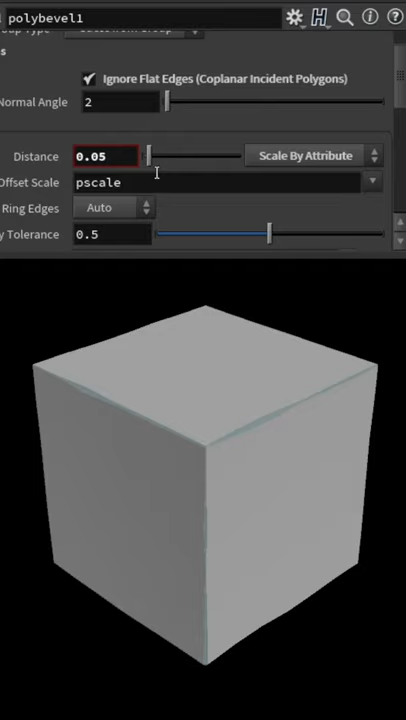 polybevel1
Ignore Flat Edges (Coplanar Incident Polygons)
Normal Angle 2
Distance 0.05 Scale By Attribute
Offset Scale pscale
Ring Edges Auto
y Tolerance 0.5